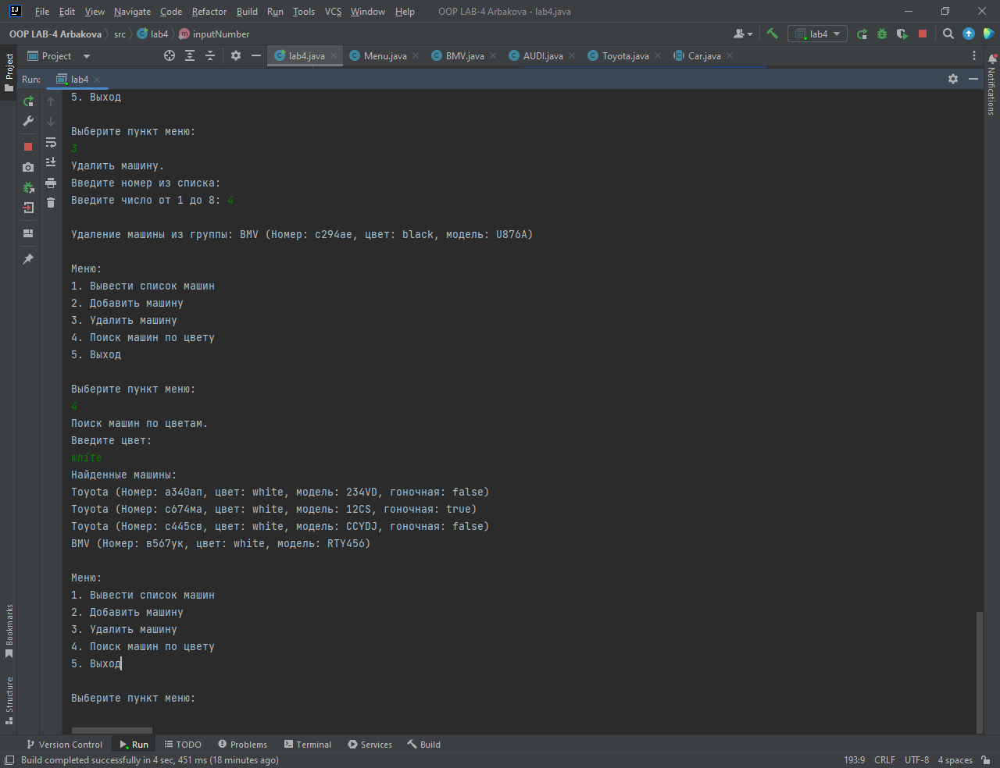 File Edit View Navigate Code Refactor Build Run Tools VCS Window Help OOP LAB-4 Arbakova - lab4.java
OOP LAB-4 Arbakova src lab4 inputNumber lab4
Project lab4.java Menu.java BMV.java AUDI.java Toyota.java Car.java
Project
Notifications
Run: lab4
5. Выход
Выберите пункт меню:
3
Удалить машину.
Введите номер из списка:
Введите число от 1 до 8: 4
Удаление машины из группы: BMV (Номер: с294ае, цвет: black, модель: U876A)
Меню:
1. Вывести список машин
2. Добавить машину
3. Удалить машину
4. Поиск машин по цвету
5. Выход
Выберите пункт меню:
4
Поиск машин по цветам.
Введите цвет:
white
Найденные машины:
Toyota (Номер: а340ап, цвет: white, модель: 234VD, гоночная: false)
Toyota (Номер: с674ма, цвет: white, модель: 12CS, гоночная: true)
Toyota (Номер: с445св, цвет: white, модель: CCYDJ, гоночная: false)
BMV (Номер: в567ук, цвет: white, модель: RTY456)
Меню:
1. Вывести список машин
2. Добавить машину
3. Удалить машину
4. Поиск машин по цвету
5. Выход
Выберите пункт меню:
Bookmarks
Structure
Version Control Run TODO Problems Terminal Services Build
Build completed successfully in 4 sec, 451 ms (18 minutes ago) 193:9 CRLF UTF-8 4 spaces